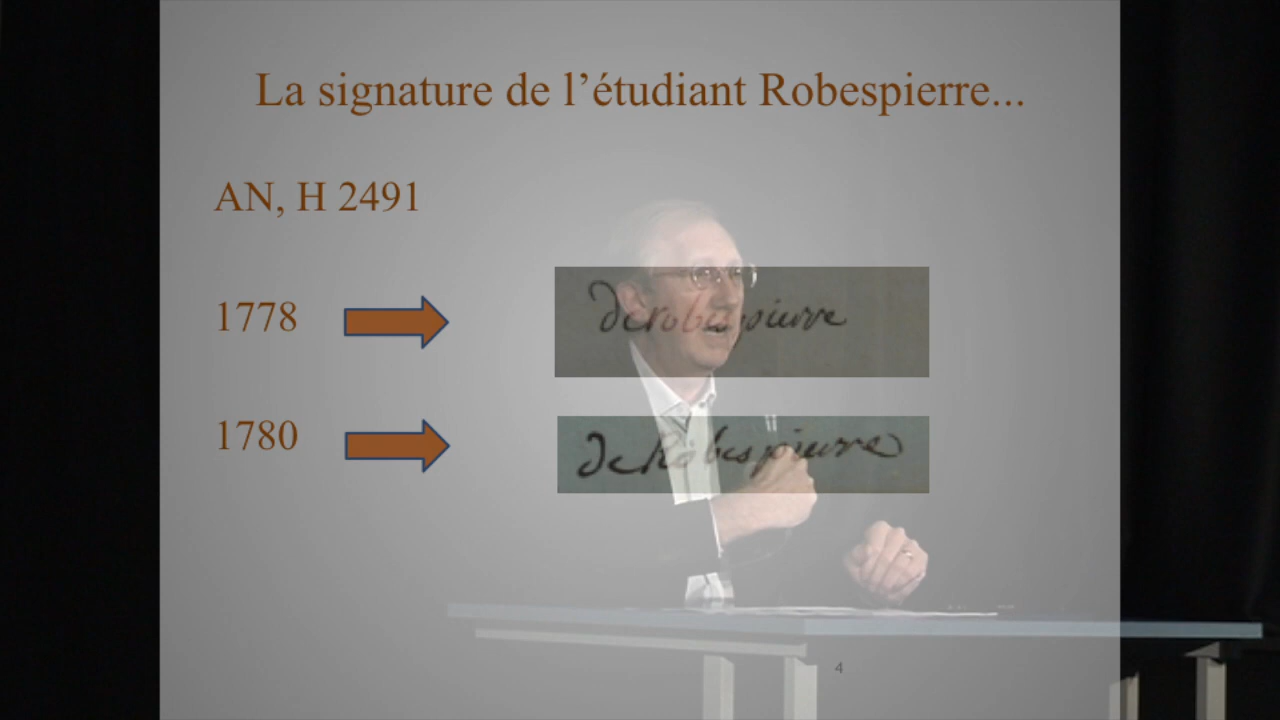 La signature de l’étudiant Robespierre...
AN, H 2491
1778
derobespierre
1780
deRobespierre
4